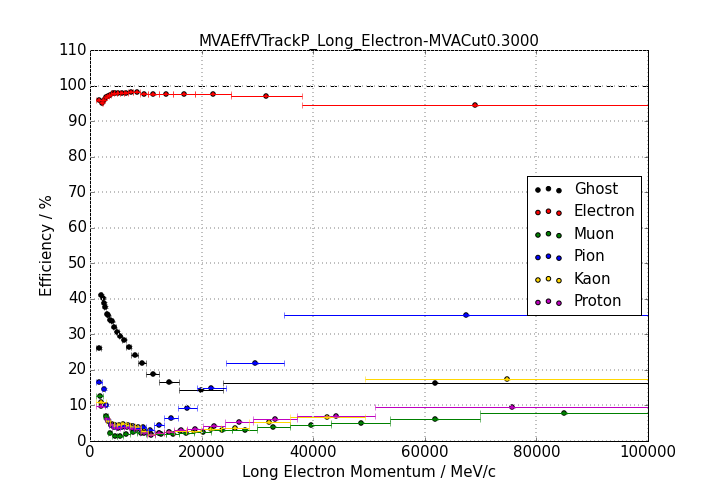 MVAEffVTrackP_Long_Electron-MVACut0.3000
110
100
90
80
70
60
50
40
30
20
10
0
Efficiency / %
Ghost
Electron
Muon
Pion
Kaon
Proton
0 20000 40000 60000 80000 100000
Long Electron Momentum / MeV/c